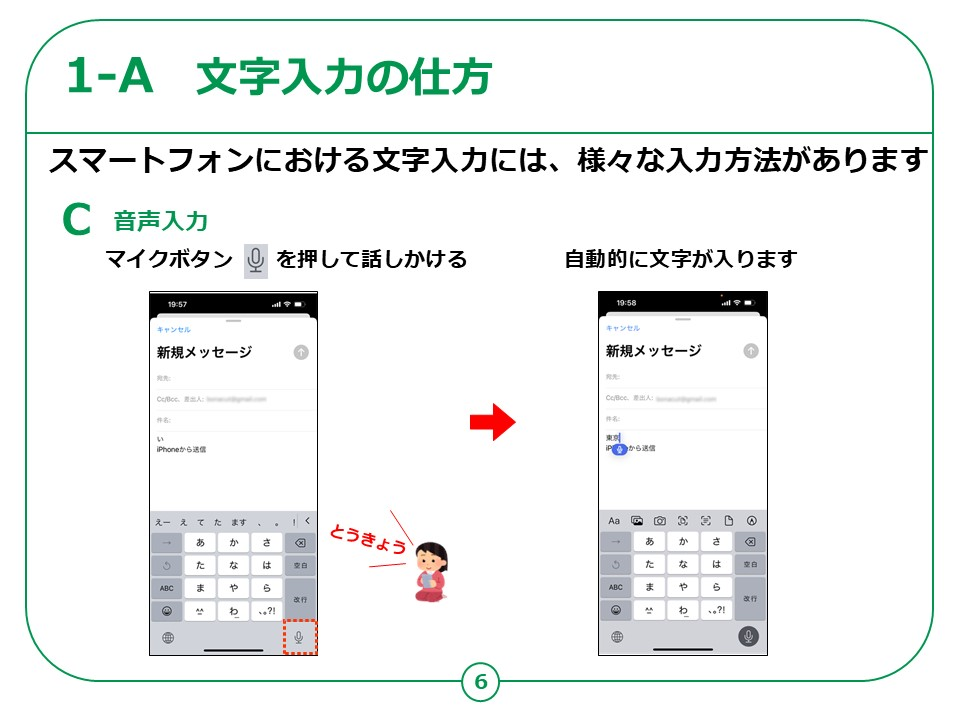 1-A 文字入力の仕方
スマートフォンにおける文字入力には、様々な入力方法があります
C 音声入力
マイクボタン を押して話しかける
自動的に文字が入ります
19:57
キャンセル
新規メッセージ
宛先:
Cc/Bcc、差出人:
件名:
い
iPhoneから送信
えー え て た ます 、 。 !
→ あ か さ
た な は 空白
ABC ま や ら
改行
^^ わ_ 、。?!
とうきょう
19:58
キャンセル
新規メッセージ
宛先:
Cc/Bcc、差出人:
件名:
東京
から送信
Aa
→ あ か さ
た な は 空白
ABC ま や ら
改行
^^ わ_ 、。?!
6